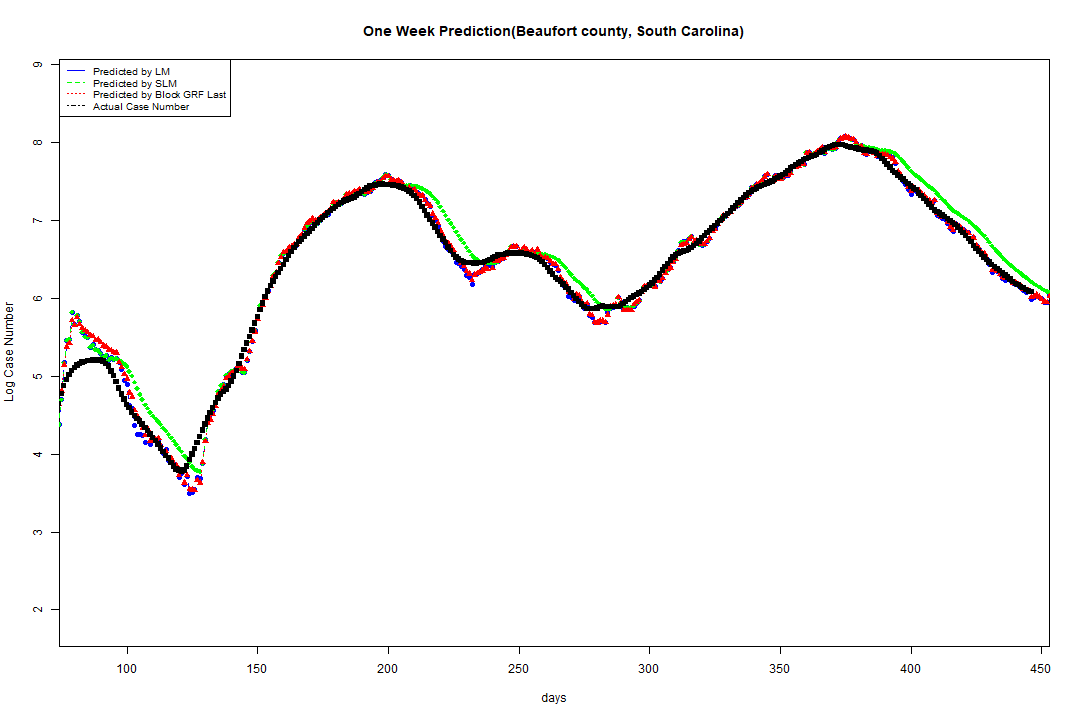 One Week Prediction(Beaufort county, South Carolina)
Predicted by LM
Predicted by SLM
Predicted by Block GRF Last
Actual Case Number
Log Case Number
9
8
7
6
5
4
3
2
100 150 200 250 300 350 400 450
days